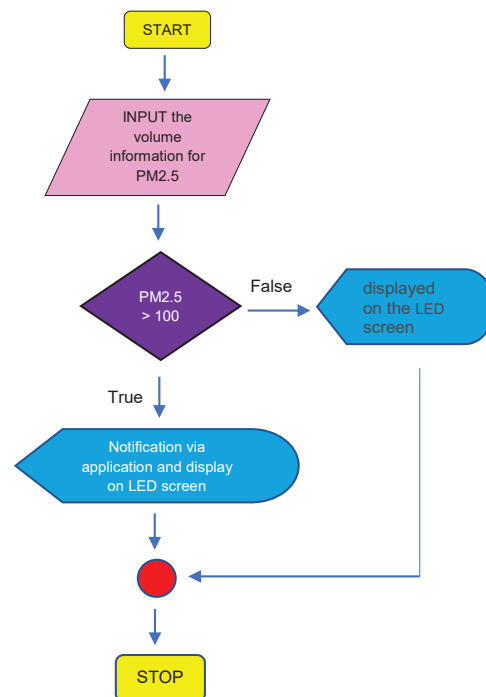 START
INPUT the
volume
information for
PM2.5
PM2.5
> 100
False
displayed
on the LED
screen
True
Notification via
application and display
on LED screen
STOP